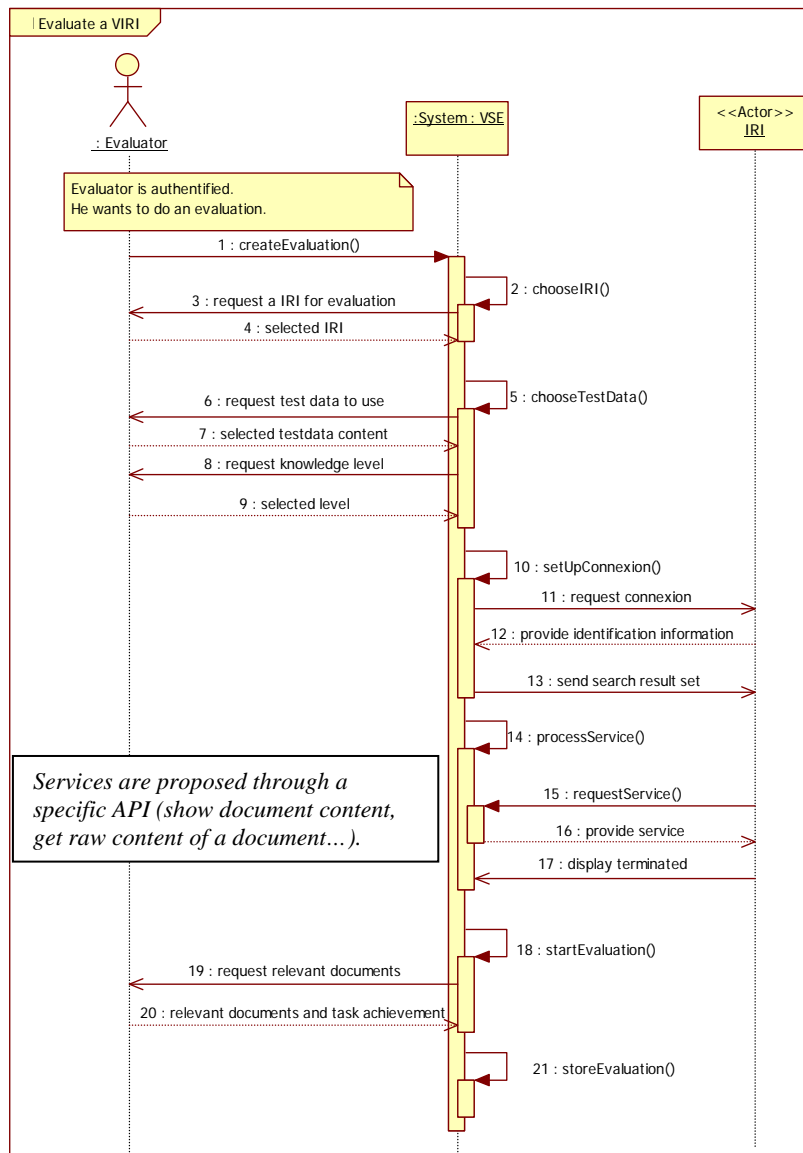 Evaluate a VIRI
: Evaluator
:System : VSE
<<Actor>>
IRI
Evaluator is authentified.
He wants to do an evaluation.
1 : createEvaluation()
2 : chooseIRI()
3 : request a IRI for evaluation
4 : selected IRI
5 : chooseTestData()
6 : request test data to use
7 : selected testdata content
8 : request knowledge level
9 : selected level
10 : setUpConnexion()
11 : request connexion
12 : provide identification information
13 : send search result set
14 : processService()
Services are proposed through a
specific API (show document content,
get raw content of a document…).
15 : requestService()
16 : provide service
17 : display terminated
18 : startEvaluation()
19 : request relevant documents
20 : relevant documents and task achievement
21 : storeEvaluation()